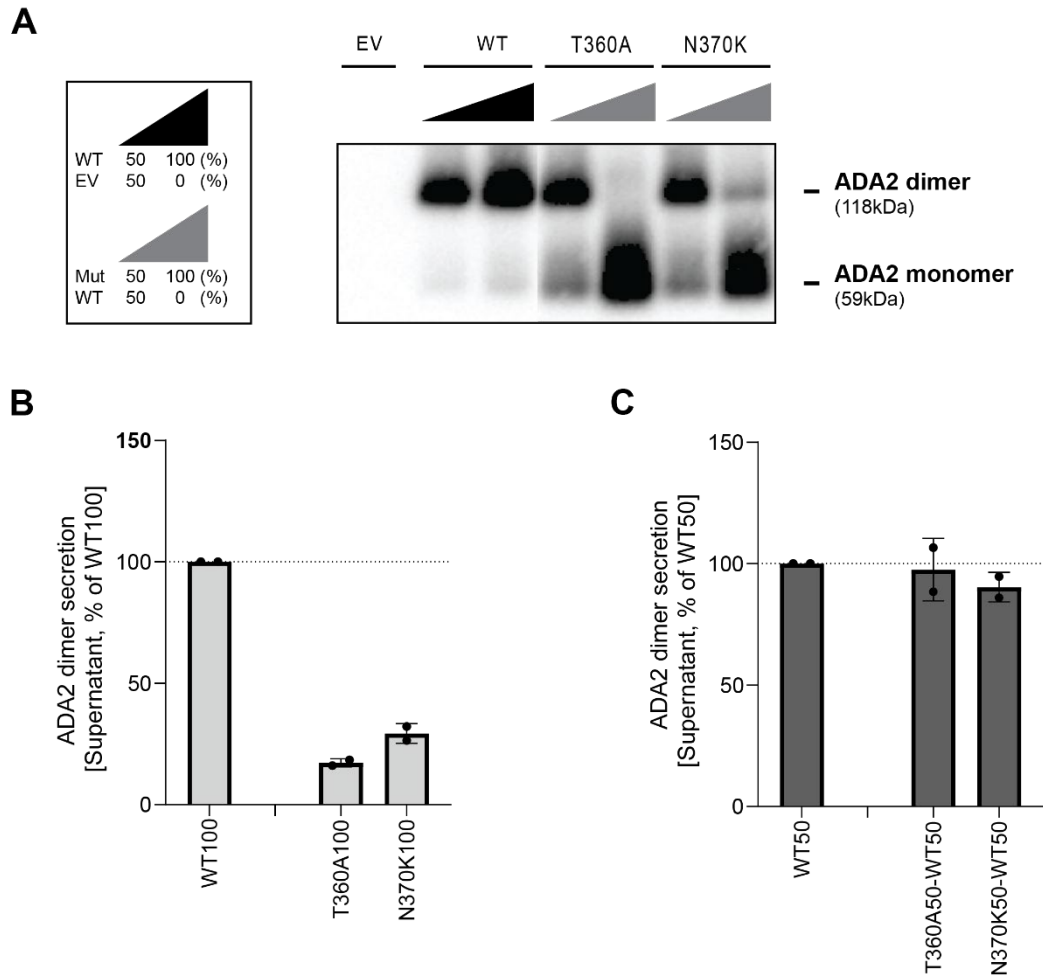 A
EV WT T360A N370K
WT 50 100 (%)
EV 50 0 (%)
Mut 50 100 (%)
WT 50 0 (%)
ADA2 dimer
(118kDa)
ADA2 monomer
(59kDa)
B
ADA2 dimer secretion
[Supernatant, % of WT100]
150
100
50
0
WT100
T360A100
N370K100
C
ADA2 dimer secretion
[Supernatant, % of WT50]
150
100
50
0
WT50
T360A50-WT50
N370K50-WT50